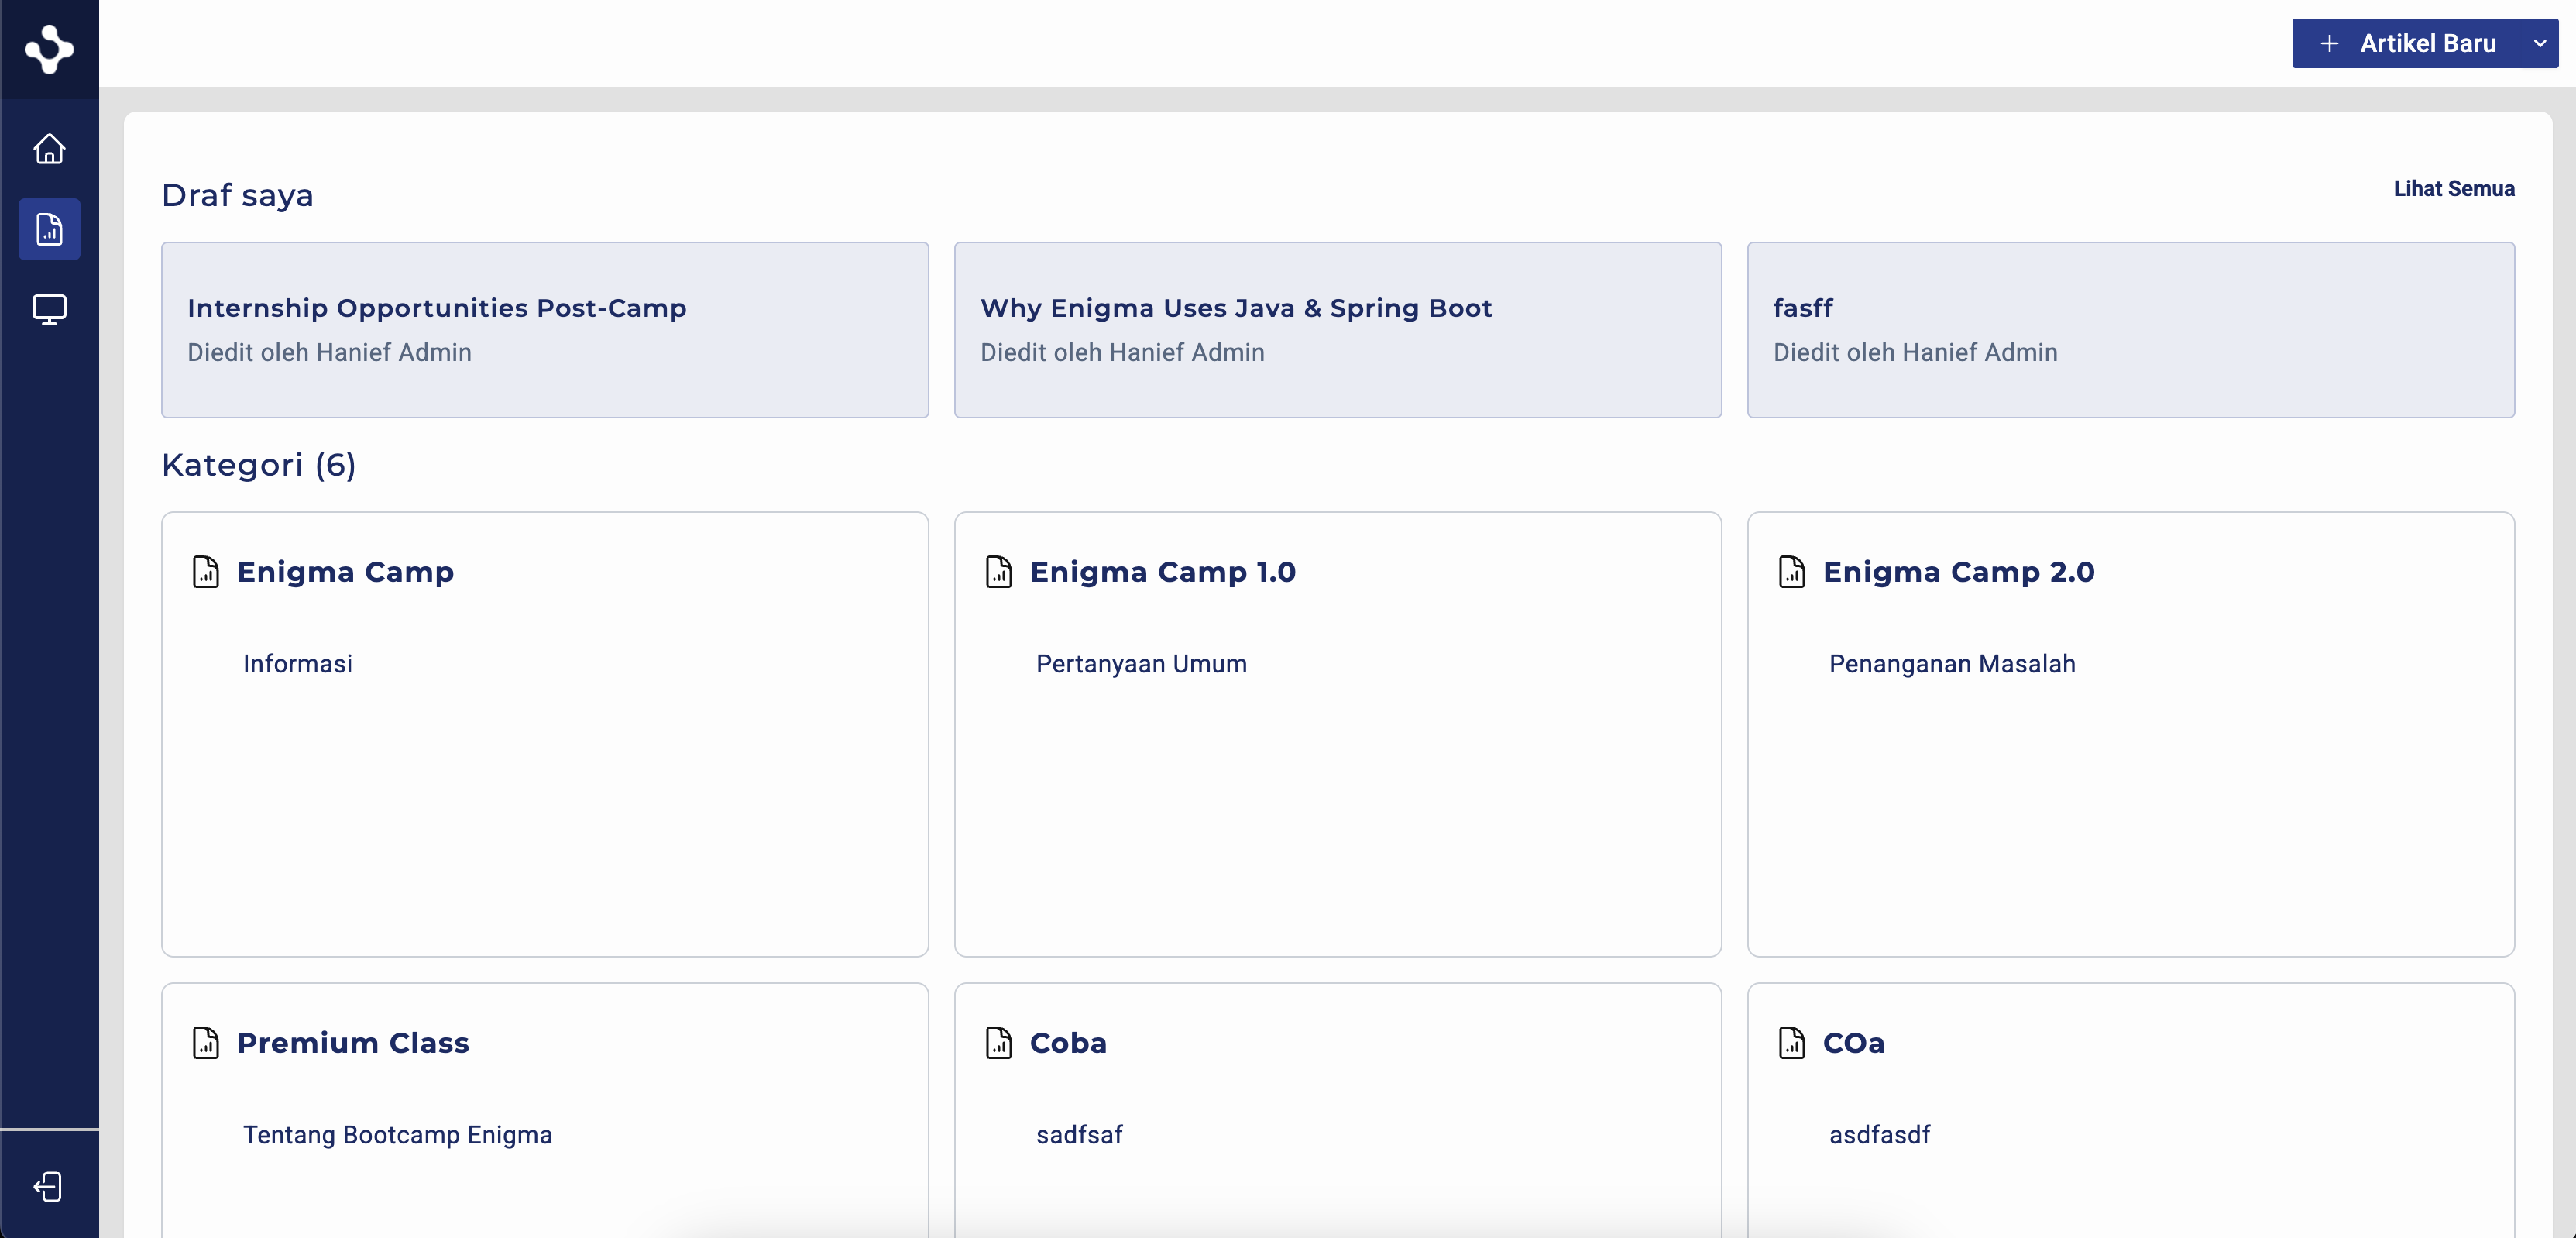 Artikel Baru
Draf saya
Lihat Semua
Internship Opportunities Post-Camp
Diedit oleh Hanief Admin
Why Enigma Uses Java & Spring Boot
Diedit oleh Hanief Admin
fasff
Diedit oleh Hanief Admin
Kategori (6)
Enigma Camp
Informasi
Enigma Camp 1.0
Pertanyaan Umum
Enigma Camp 2.0
Penanganan Masalah
Premium Class
Tentang Bootcamp Enigma
Coba
sadfsaf
COa
asdfasdf